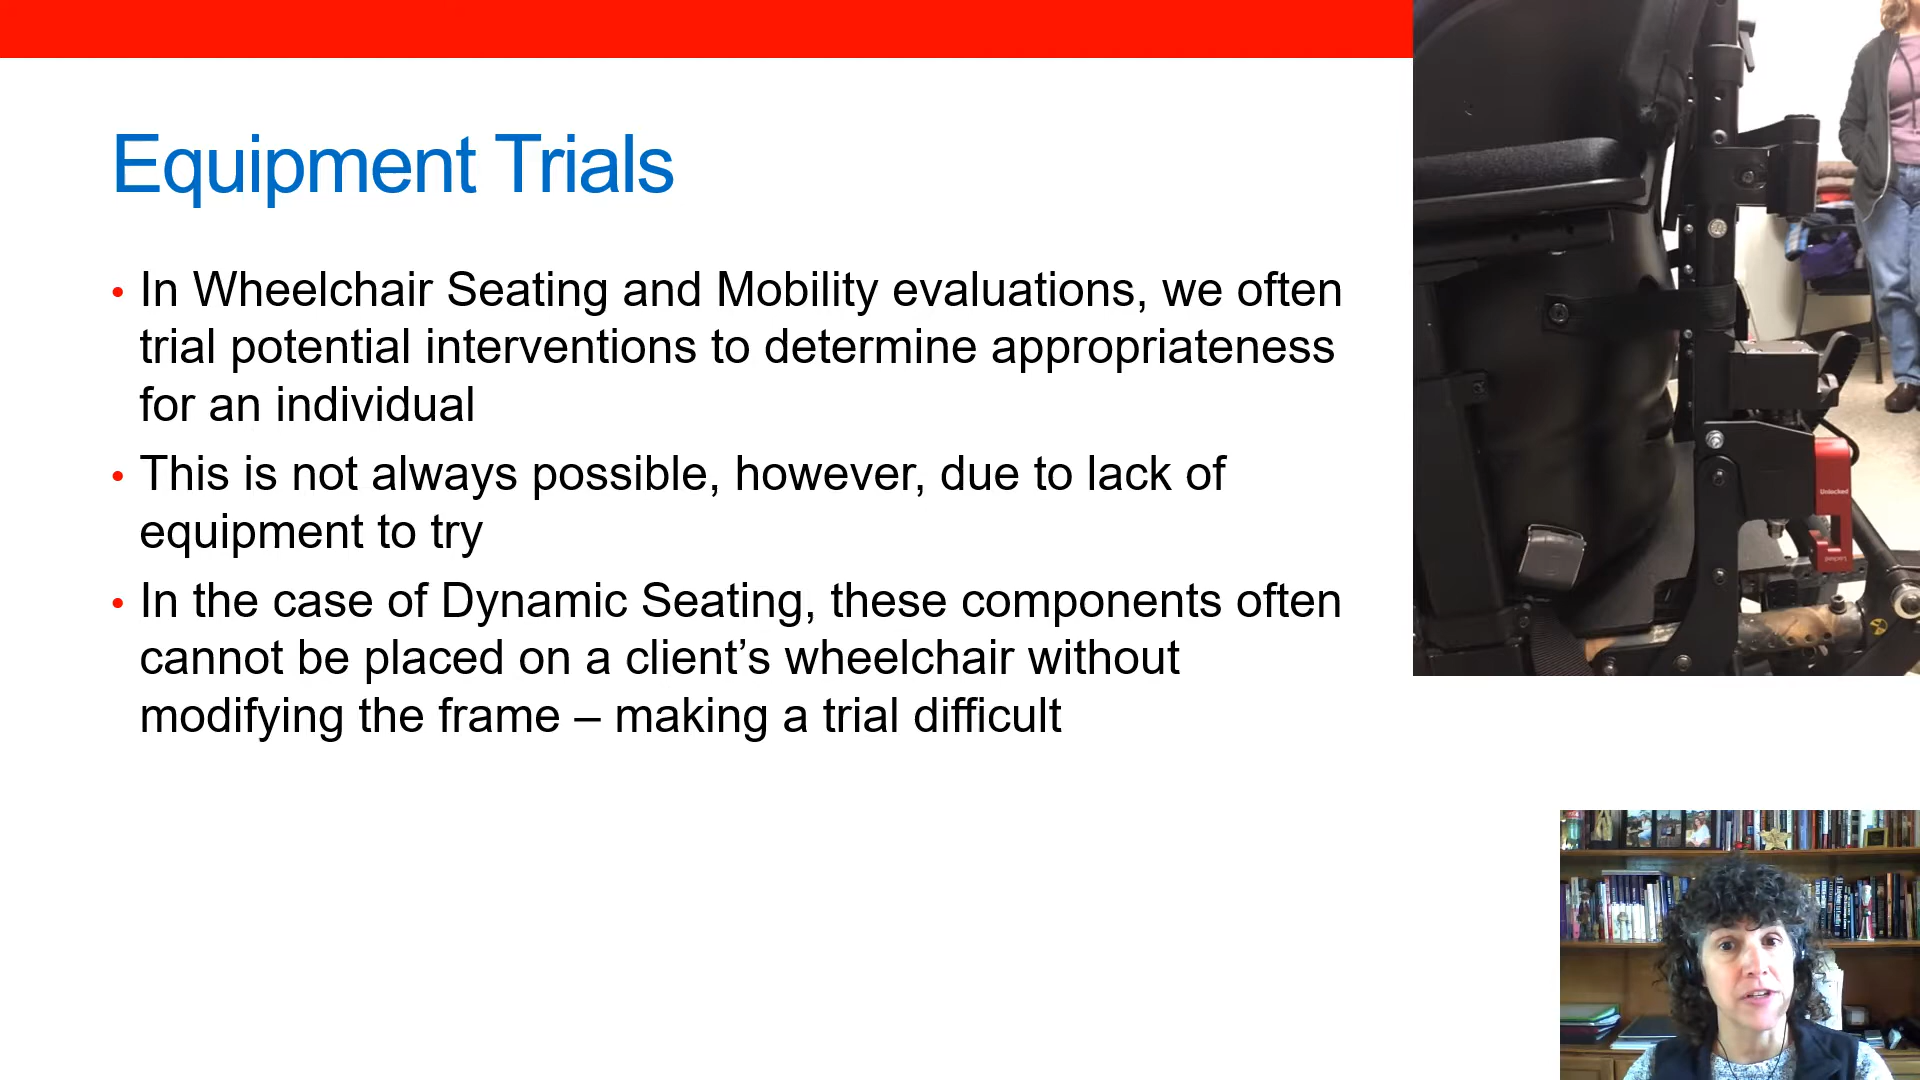 Equipment Trials
• In Wheelchair Seating and Mobility evaluations, we often
trial potential interventions to determine appropriateness
for an individual
• This is not always possible, however, due to lack of
equipment to try
• In the case of Dynamic Seating, these components often
cannot be placed on a client’s wheelchair without
modifying the frame – making a trial difficult
Unlocked
Locked